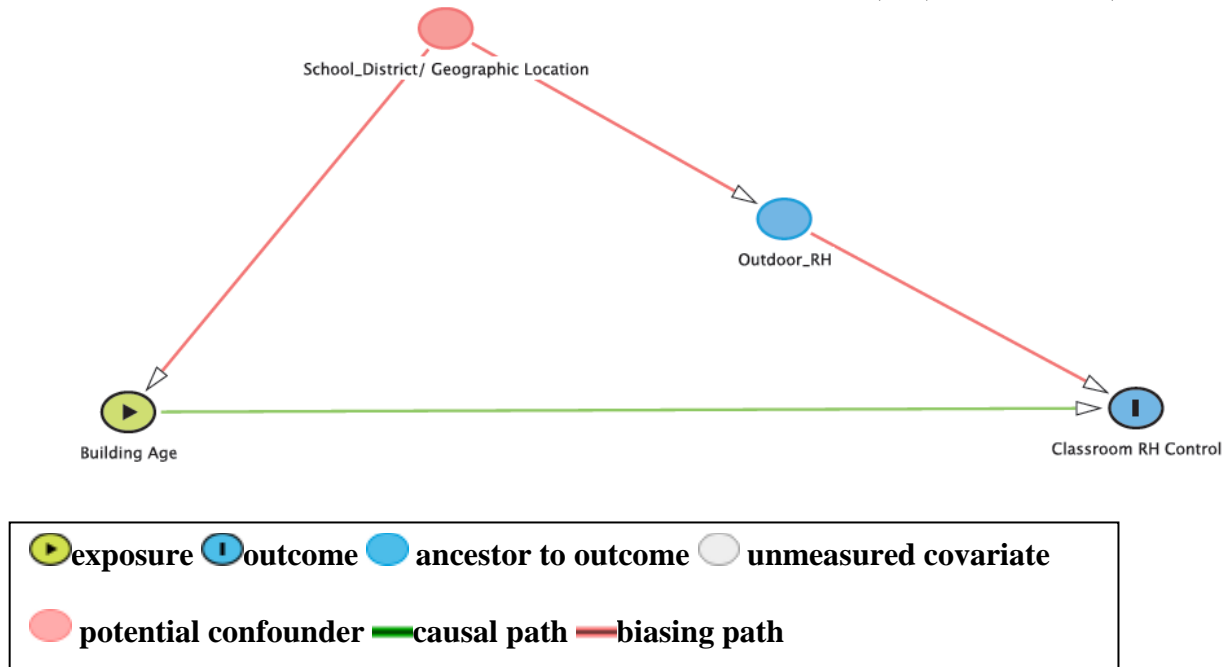 School_District/ Geographic Location
Outdoor_RH
Building Age
Classroom RH Control
exposure outcome ancestor to outcome unmeasured covariate
potential confounder causal path biasing path